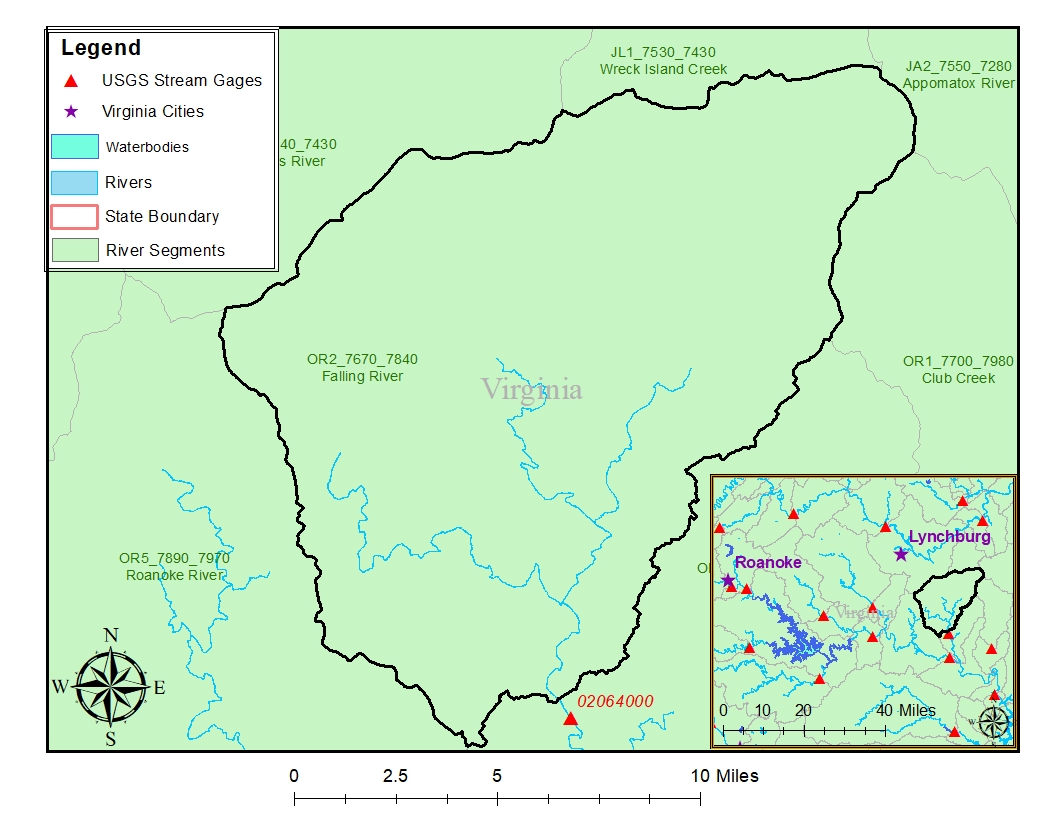 Legend
USGS Stream Gages
Virginia Cities
Waterbodies
Rivers
State Boundary
River Segments
JL1_7530_7430
Wreck Island Creek
JA2_7550_7280
Appomatox River
40_7430
s River
OR2_7670_7840
Falling River
Virginia
OR1_7700_7980
Club Creek
OR5_7890_7970
Roanoke River
O
Lynchburg
Roanoke
Virginia
0 10 20 40 Miles
W
N
W E
S
02064000
0 2.5 5 10 Miles